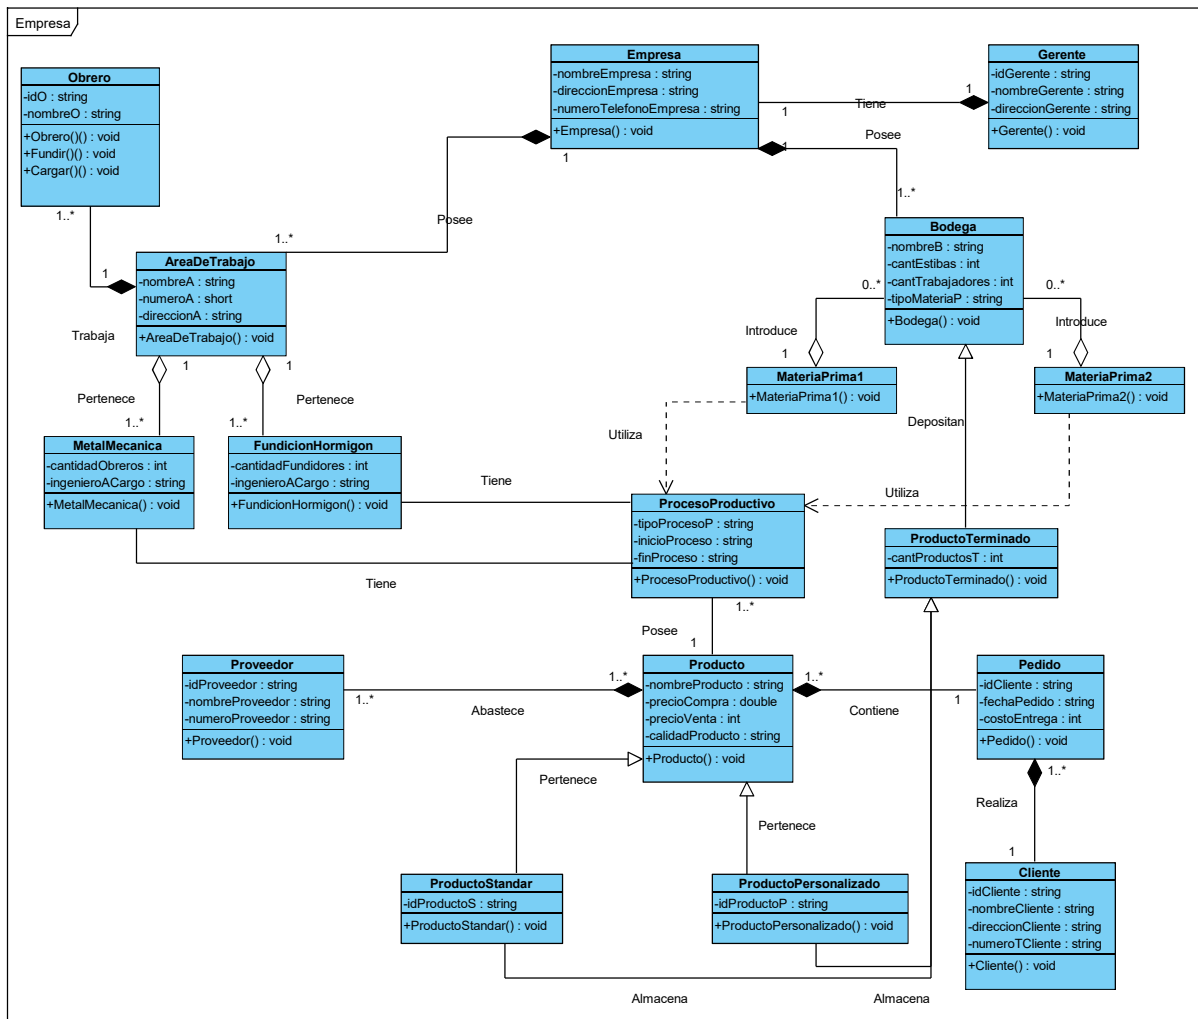 Empresa
Obrero
-idO : string
-nombreO : string
+Obrero()() : void
+Fundir()() : void
+Cargar()() : void
Empresa
-nombreEmpresa : string
-direccionEmpresa : string
-numeroTelefonoEmpresa : string
+Empresa() : void
Gerente
-idGerente : string
-nombreGerente : string
-direccionGerente : string
+Gerente() : void
1
Tiene
1
Posee
1
1
1..*
Posee
1..*
1..*
1
AreaDeTrabajo
-nombreA : string
-numeroA : short
-direccionA : string
+AreaDeTrabajo() : void
Bodega
-nombreB : string
-cantEstibas : int
-cantTrabajadores : int
-tipoMateriaP : string
+Bodega() : void
0..*
0..*
Trabaja
Introduce
Introduce
1
1
1
1
Pertenece
Pertenece
MateriaPrima1
+MateriaPrima1() : void
MateriaPrima2
+MateriaPrima2() : void
1..*
1..*
Depositan
Utiliza
MetalMecanica
-cantidadObreros : int
-ingenieroACargo : string
+MetalMecanica() : void
FundicionHormigon
-cantidadFundidores : int
-ingenieroACargo : string
+FundicionHormigon() : void
Tiene
Utiliza
ProcesoProductivo
-tipoProcesoP : string
-inicioProceso : string
-finProceso : string
+ProcesoProductivo() : void
ProductoTerminado
-cantProductosT : int
+ProductoTerminado() : void
Tiene
1..*
Posee
1
Proveedor
-idProveedor : string
-nombreProveedor : string
-numeroProveedor : string
+Proveedor() : void
1..*
Abastece
1..*
Producto
-nombreProducto : string
-precioCompra : double
-precioVenta : int
-calidadProducto : string
+Producto() : void
1..*
Contiene
1
Pedido
-idCliente : string
-fechaPedido : string
-costoEntrega : int
+Pedido() : void
Pertenece
1..*
Realiza
Pertenece
1
ProductoStandar
-idProductoS : string
+ProductoStandar() : void
ProductoPersonalizado
-idProductoP : string
+ProductoPersonalizado() : void
Cliente
-idCliente : string
-nombreCliente : string
-direccionCliente : string
-numeroTCliente : string
+Cliente() : void
Almacena
Almacena